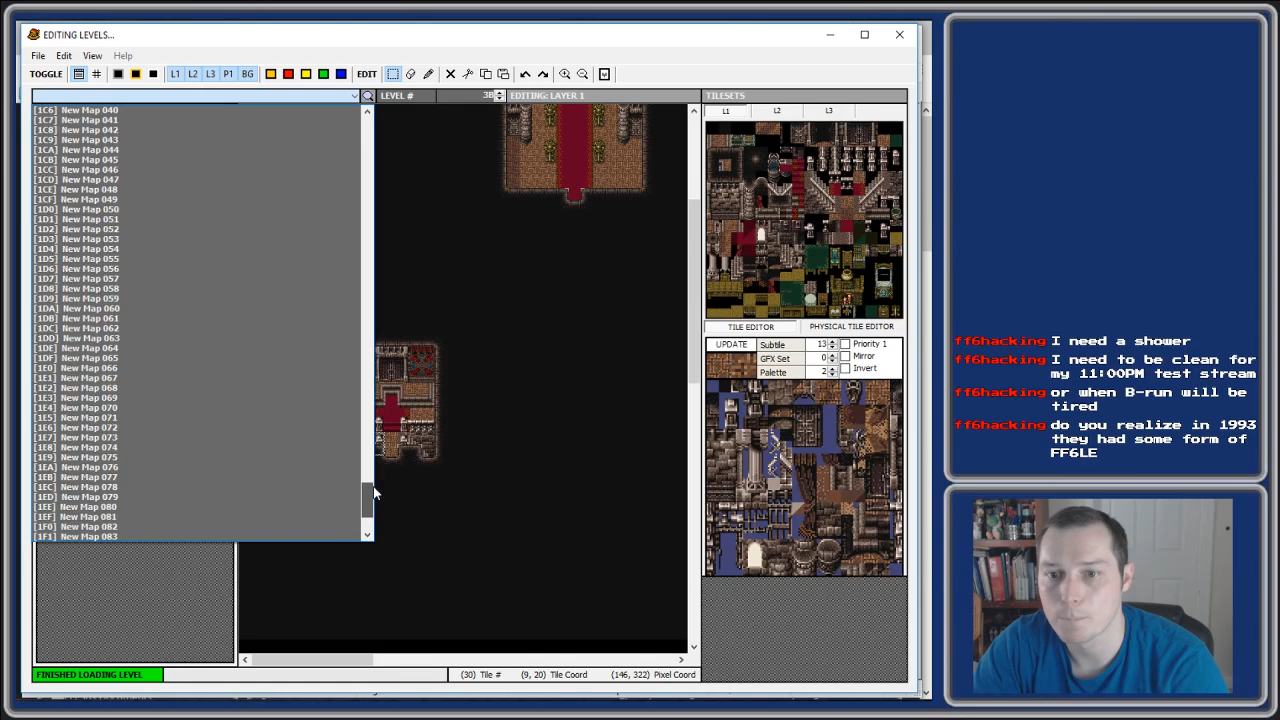 EDITING LEVELS...
File Edit View Help
TOGGLE L1 L2 L3 P1 BG EDIT
LEVEL # 38 EDITING: LAYER 1 TILESETS
L1 L2 L3
[1C6] New Map 040
[1C7] New Map 041
[1C8] New Map 042
[1C9] New Map 043
[1CA] New Map 044
[1CB] New Map 045
[1CC] New Map 046
[1CD] New Map 047
[1CE] New Map 048
[1CF] New Map 049
[1D0] New Map 050
[1D1] New Map 051
[1D2] New Map 052
[1D3] New Map 053
[1D4] New Map 054
[1D5] New Map 055
[1D6] New Map 056
[1D7] New Map 057
[1D8] New Map 058
[1D9] New Map 059
[1DA] New Map 060
[1DB] New Map 061
[1DC] New Map 062
[1DD] New Map 063
[1DE] New Map 064
[1DF] New Map 065
[1E0] New Map 066
[1E1] New Map 067
[1E2] New Map 068
[1E3] New Map 069
[1E4] New Map 070
[1E5] New Map 071
[1E6] New Map 072
[1E7] New Map 073
[1E8] New Map 074
[1E9] New Map 075
[1EA] New Map 076
[1EB] New Map 077
[1EC] New Map 078
[1ED] New Map 079
[1EE] New Map 080
[1EF] New Map 081
[1F0] New Map 082
[1F1] New Map 083
TILE EDITOR PHYSICAL TILE EDITOR
UPDATE Subtile 13 Priority 1
GFX Set 0 Mirror
Palette 2 Invert
FINISHED LOADING LEVEL (30) Tile # (9, 20) Tile Coord (146, 322) Pixel Coord
ff6hacking I need a shower
ff6hacking I need to be clean for
my 11:00PM test stream
ff6hacking or when B-run will be
tired
ff6hacking do you realize in 1993
they had some form of
FF6LE